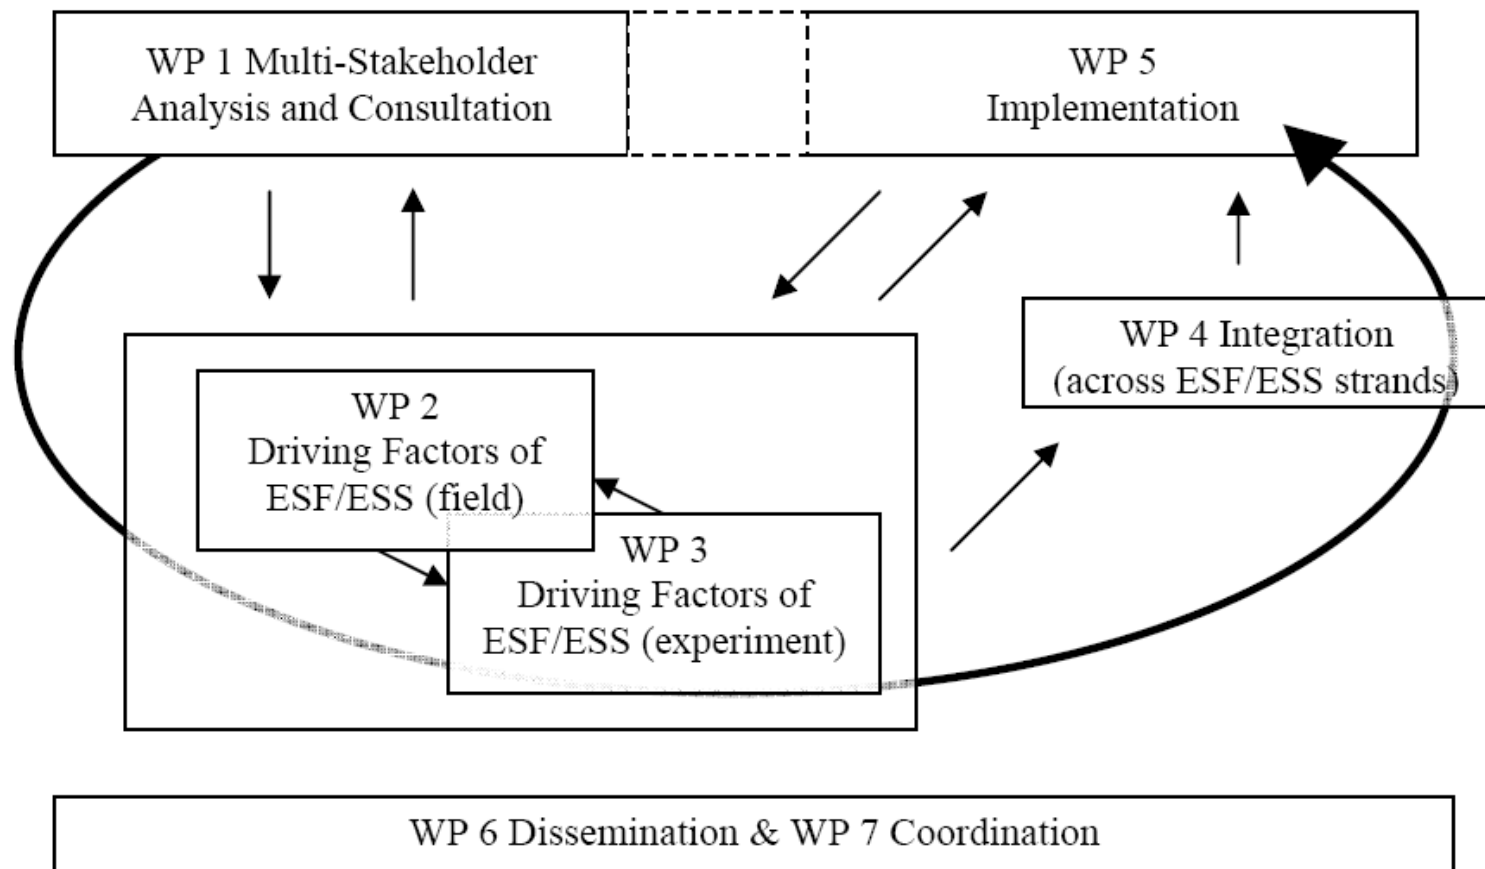 WP 1 Multi-Stakeholder
Analysis and Consultation
WP 5
Implementation
WP 4 Integration
(across ESF/ESS strands)
WP 2
Driving Factors of
ESF/ESS (field)
WP 3
Driving Factors of
ESF/ESS (experiment)
WP 6 Dissemination & WP 7 Coordination